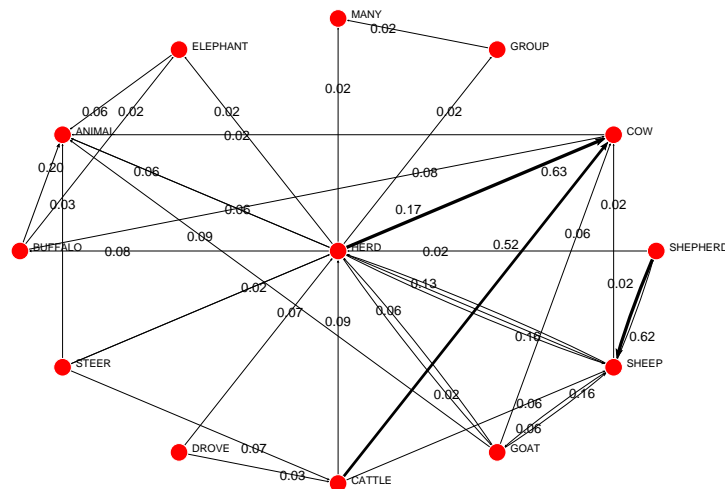 MANY
0.02
ELEPHANT
GROUP
0.02
0.06
0.02
0.02
0.02
ANIMAL
0.02
COW
0.20
0.06
0.08
0.63
0.03
0.06
0.17
0.02
0.09
0.06
0.52
BUFFALO
0.08
HERD
0.02
SHEPHERD
0.02
0.13
0.02
0.07
0.06
0.09
0.16
0.62
STEER
SHEEP
0.02
0.16
0.06
0.06
DROVE
0.07
GOAT
0.03
CATTLE